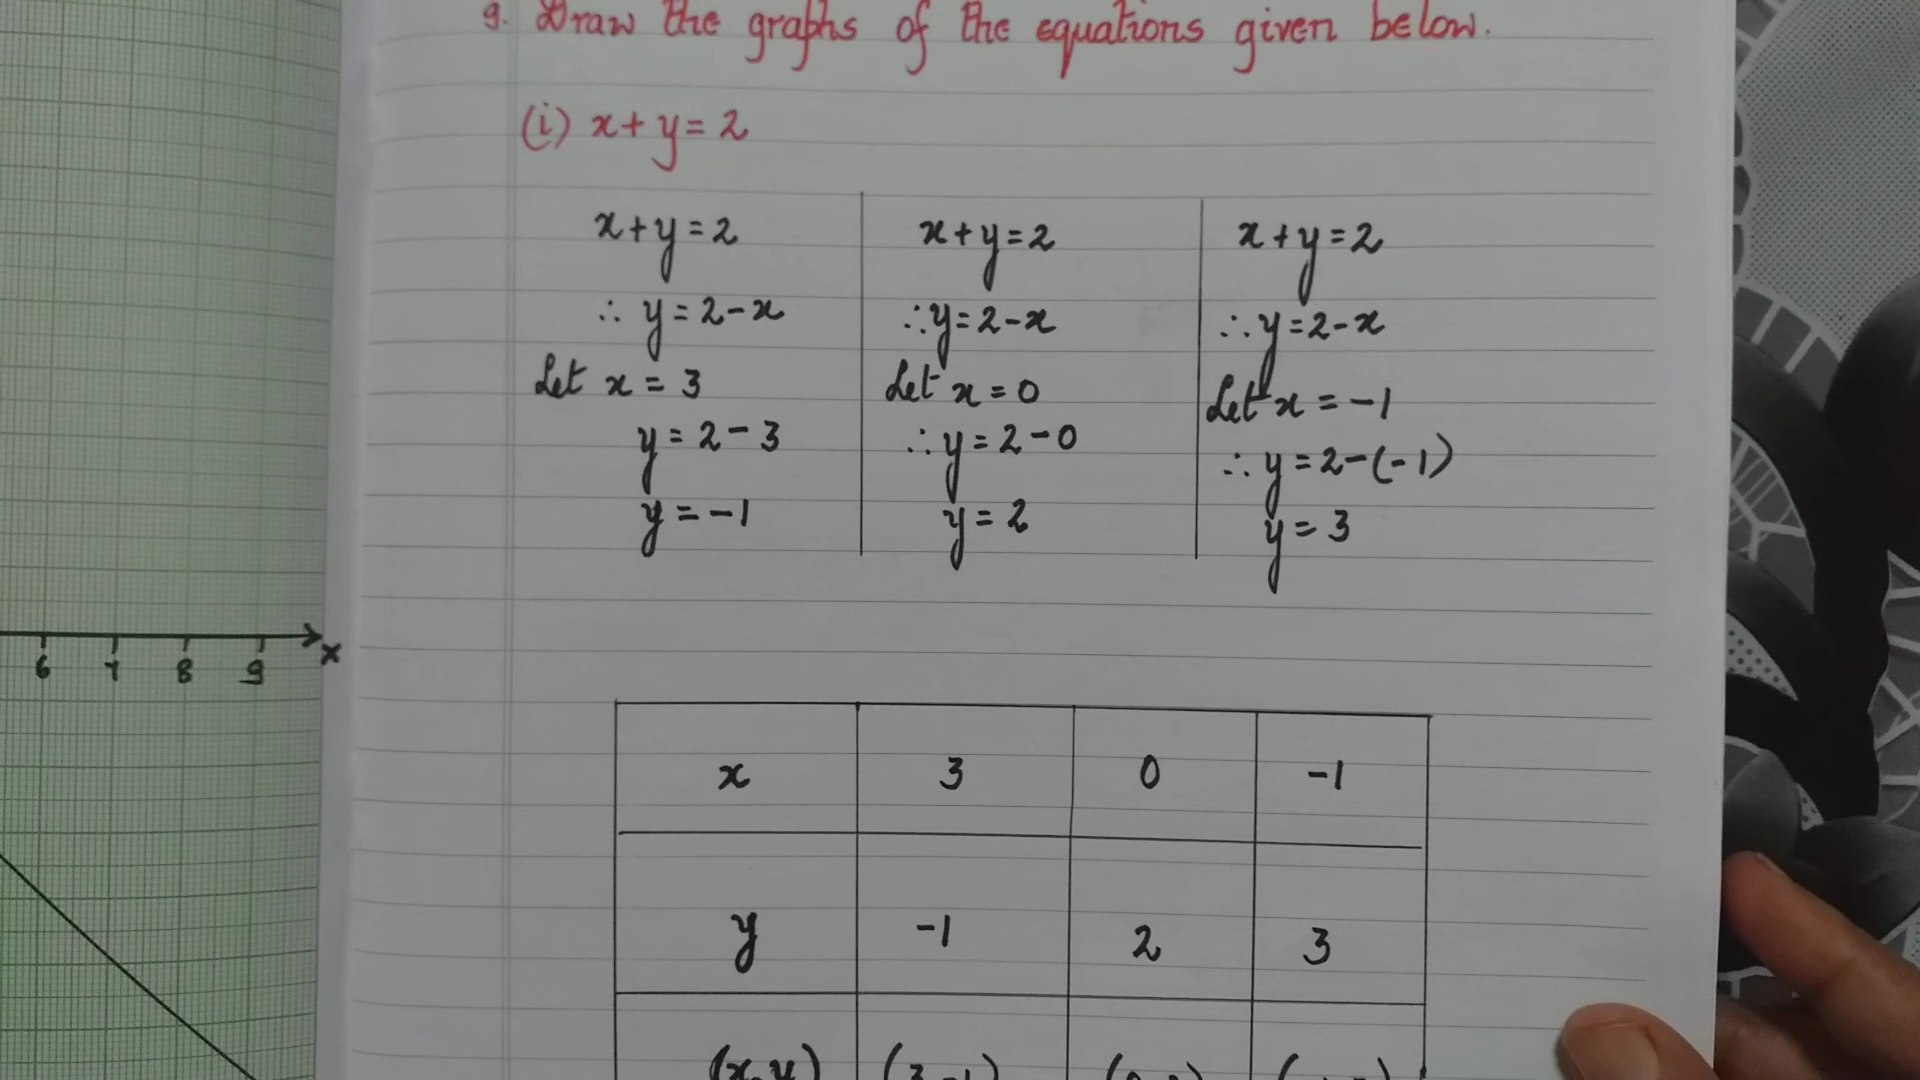 9. Draw the graphs of the equations given below.
(i) x + y = 2
x + y = 2
∴ y = 2 - x
Let x = 3
y = 2 - 3
y = -1
x + y = 2
∴ y = 2 - x
Let x = 0
∴ y = 2 - 0
y = 2
x + y = 2
∴ y = 2 - x
Let x = -1
∴ y = 2 - (-1)
y = 3
6 7 8 9 x
x 3 0 -1
y -1 2 3
(x, y) (3, -1)